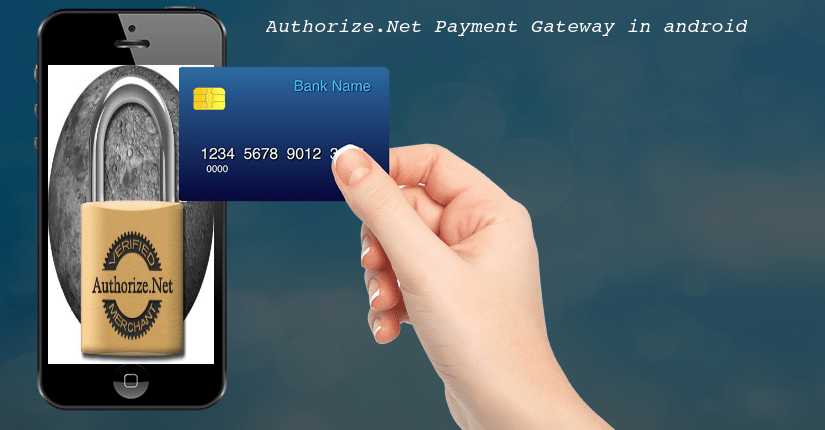 Authorize.Net Payment Gateway in android
Bank Name
1234 5678 9012
0000
VERIFIED
Authorize.Net
MERCHANT